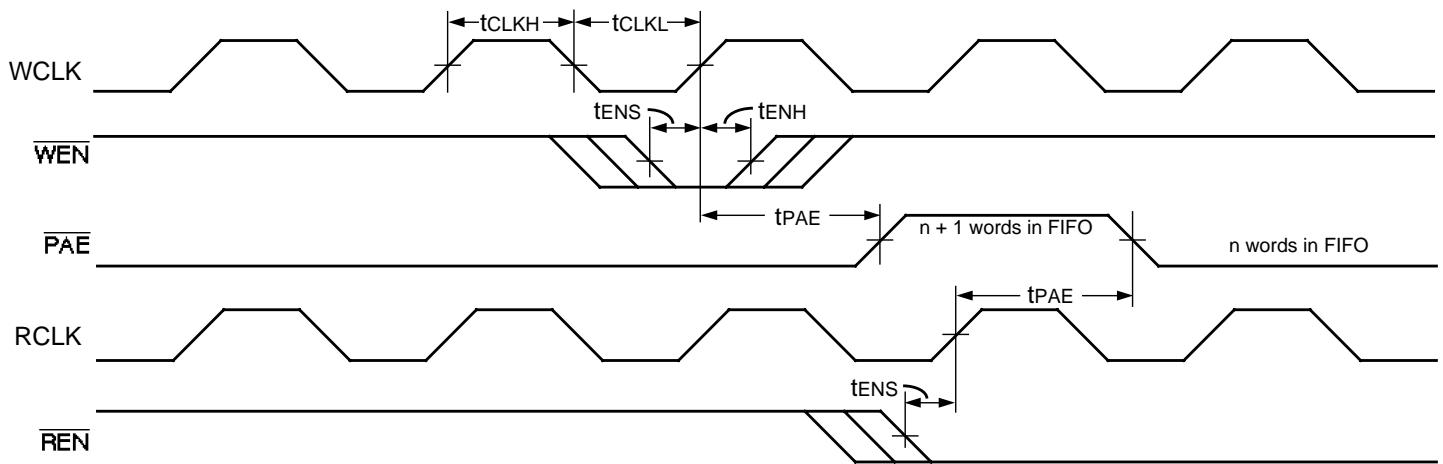 tCLKH tCLKL
WCLK
tENS tENH
WEN
tPAE
n + 1 words in FIFO
PAE
n words in FIFO
tPAE
RCLK
tENS
REN